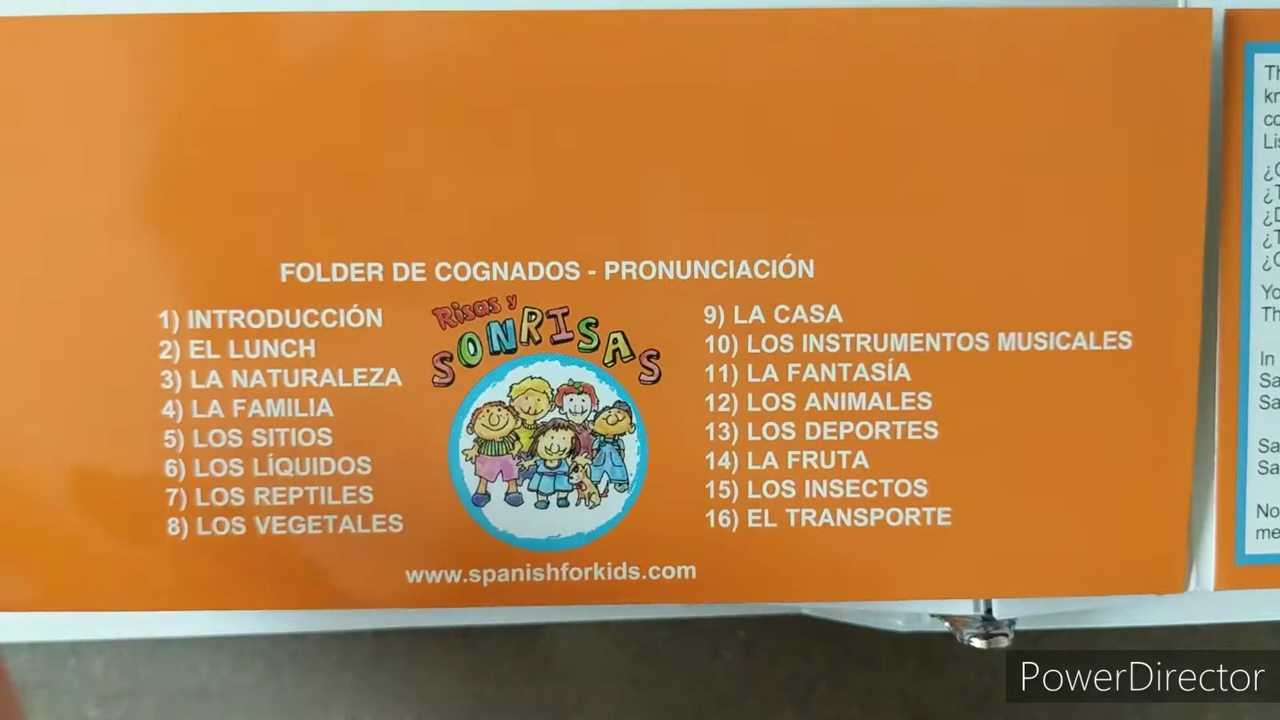 FOLDER DE COGNADOS - PRONUNCIACIÓN
Risas y
SONRISAS
1) INTRODUCCIÓN
2) EL LUNCH
3) LA NATURALEZA
4) LA FAMILIA
5) LOS SITIOS
6) LOS LÍQUIDOS
7) LOS REPTILES
8) LOS VEGETALES
9) LA CASA
10) LOS INSTRUMENTOS MUSICALES
11) LA FANTASÍA
12) LOS ANIMALES
13) LOS DEPORTES
14) LA FRUTA
15) LOS INSECTOS
16) EL TRANSPORTE
www.spanishforkids.com
In
No
PowerDirector